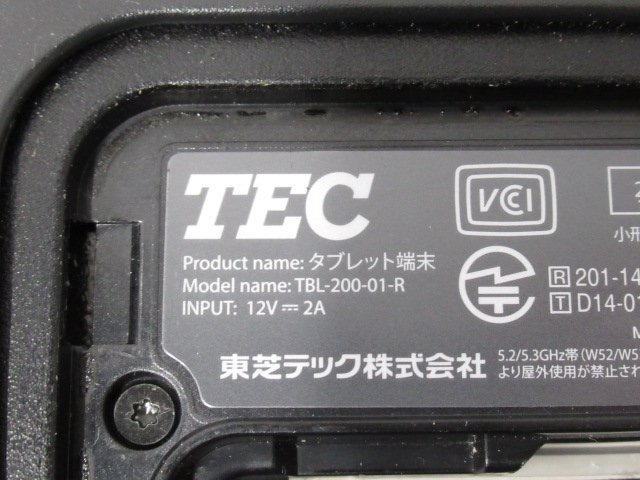 TEC
VCCI
小形
Product name: タブレット端末
Model name: TBL-200-01-R
INPUT: 12V 2A
R 201-14
T D14-0
東芝テック株式会社
5.2/5.3GHz帯(W52/W5
より屋外使用が禁止され